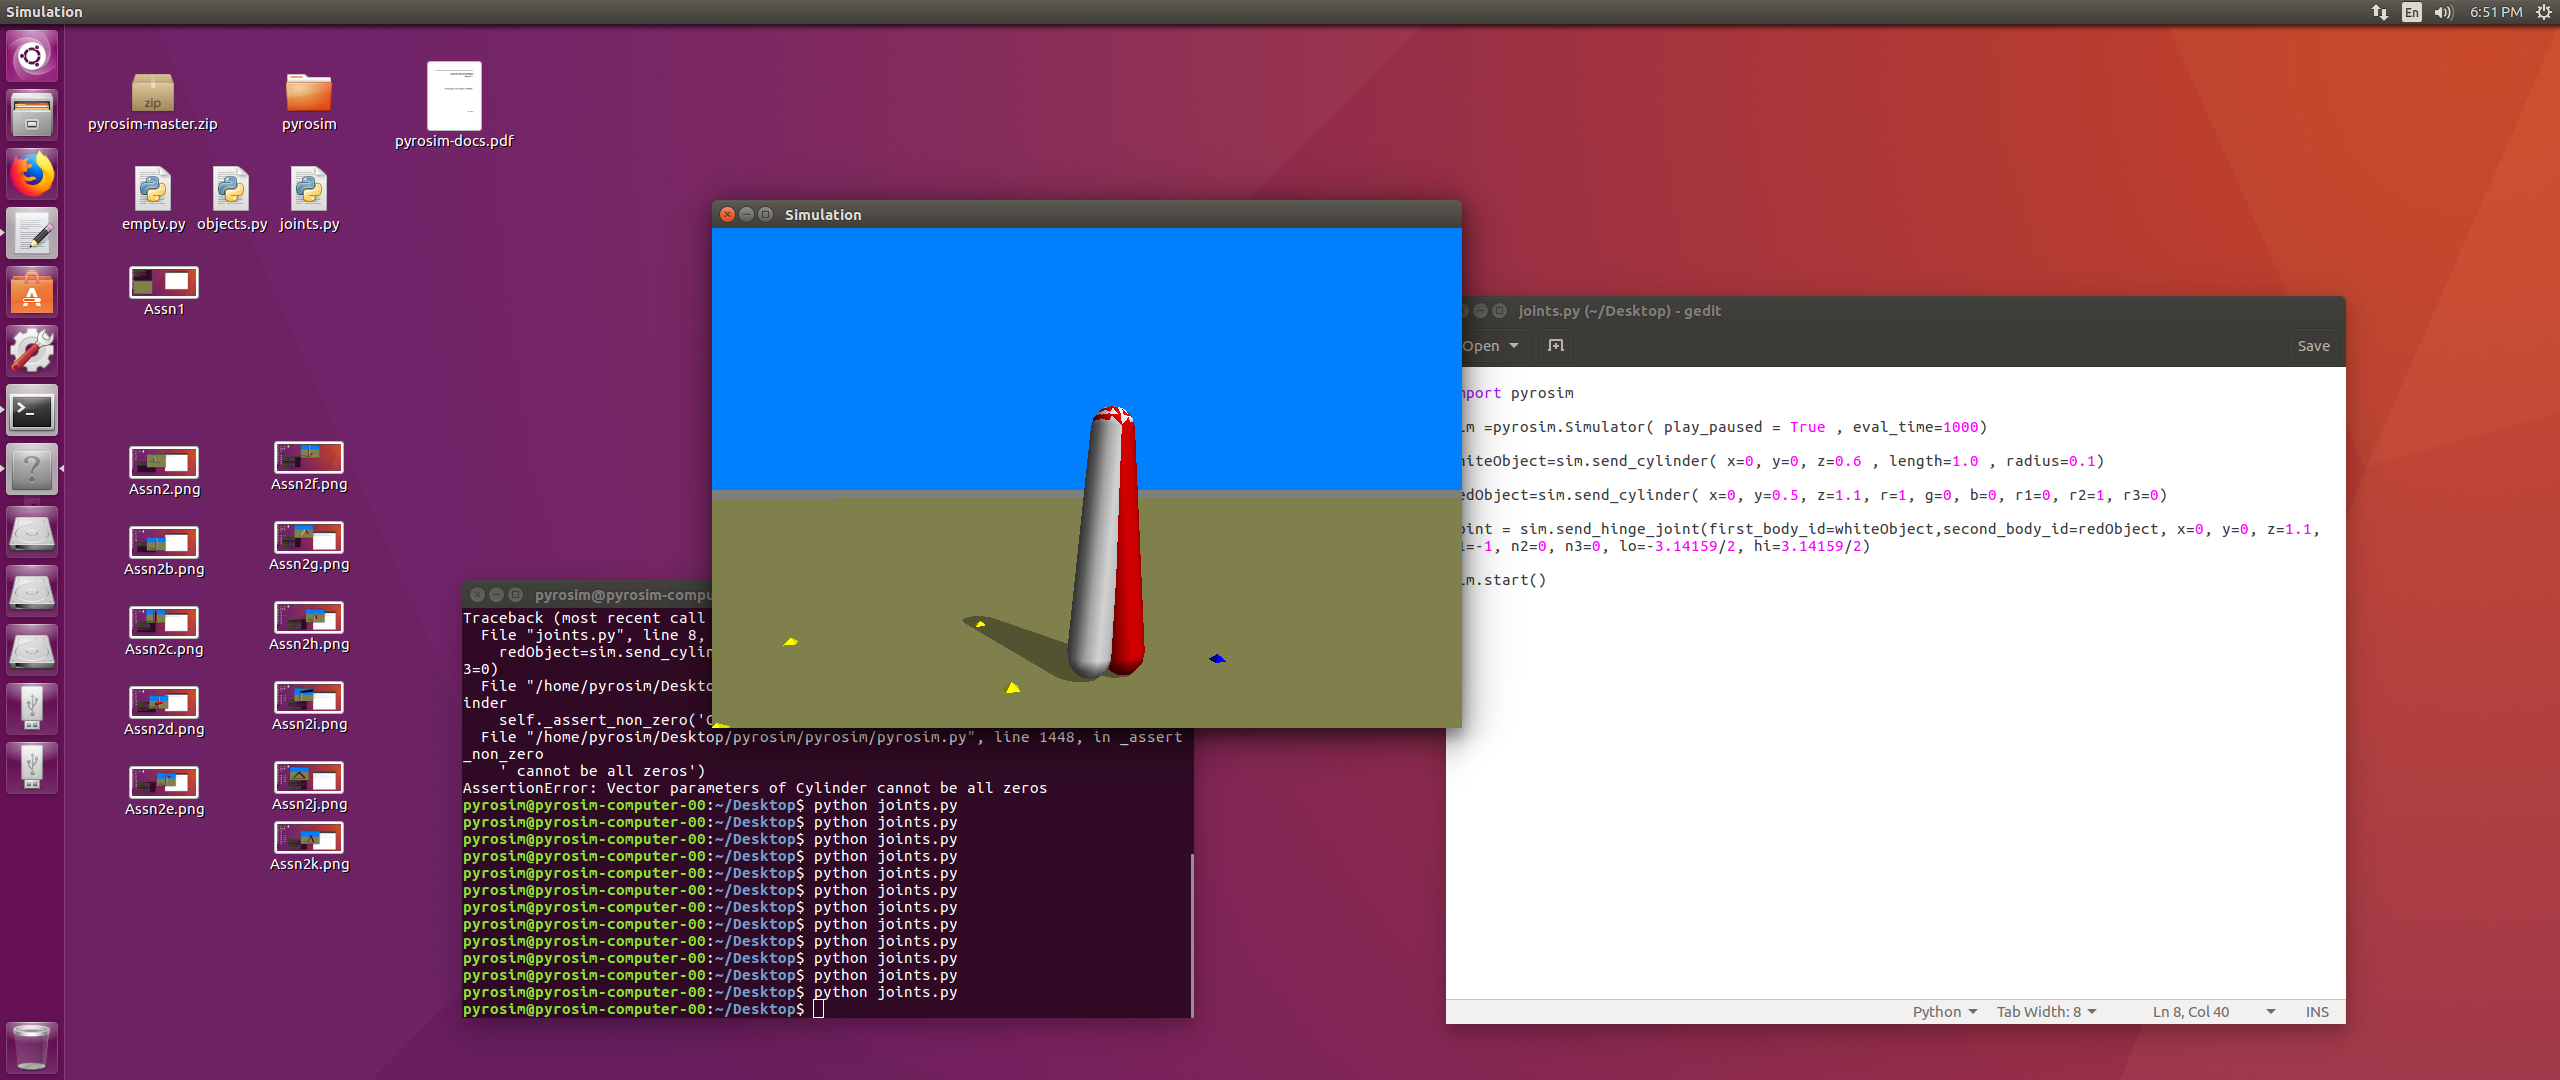 Simulation
En
6:51 PM
zip
pyrosim-master.zip
pyrosim
pyrosim-docs.pdf
empty.py
objects.py
joints.py
Assn1
Assn2.png
Assn2f.png
Assn2b.png
Assn2g.png
Assn2c.png
Assn2h.png
Assn2d.png
Assn2i.png
Assn2e.png
Assn2j.png
Assn2k.png
Simulation
joints.py (~/Desktop) - gedit
Open
Save
mport pyrosim
im =pyrosim.Simulator( play_paused = True , eval_time=1000)
hiteObject=sim.send_cylinder( x=0, y=0, z=0.6 , length=1.0 , radius=0.1)
edObject=sim.send_cylinder( x=0, y=0.5, z=1.1, r=1, g=0, b=0, r1=0, r2=1, r3=0)
oint = sim.send_hinge_joint(first_body_id=whiteObject,second_body_id=redObject, x=0, y=0, z=1.1,
1=-1, n2=0, n3=0, lo=-3.14159/2, hi=3.14159/2)
im.start()
Python
Tab Width: 8
Ln 8, Col 40
INS
pyrosim@pyrosim-compu
Traceback (most recent call
File "joints.py", line 8,
redObject=sim.send_cylin
3=0)
File "/home/pyrosim/Deskto
inder
self._assert_non_zero('C
File "/home/pyrosim/Desktop/pyrosim/pyrosim/pyrosim.py", line 1448, in _assert
_non_zero
' cannot be all zeros')
AssertionError: Vector parameters of Cylinder cannot be all zeros
pyrosim@pyrosim-computer-00:~/Desktop$ python joints.py
pyrosim@pyrosim-computer-00:~/Desktop$ python joints.py
pyrosim@pyrosim-computer-00:~/Desktop$ python joints.py
pyrosim@pyrosim-computer-00:~/Desktop$ python joints.py
pyrosim@pyrosim-computer-00:~/Desktop$ python joints.py
pyrosim@pyrosim-computer-00:~/Desktop$ python joints.py
pyrosim@pyrosim-computer-00:~/Desktop$ python joints.py
pyrosim@pyrosim-computer-00:~/Desktop$ python joints.py
pyrosim@pyrosim-computer-00:~/Desktop$ python joints.py
pyrosim@pyrosim-computer-00:~/Desktop$ python joints.py
pyrosim@pyrosim-computer-00:~/Desktop$ python joints.py
pyrosim@pyrosim-computer-00:~/Desktop$ python joints.py
pyrosim@pyrosim-computer-00:~/Desktop$